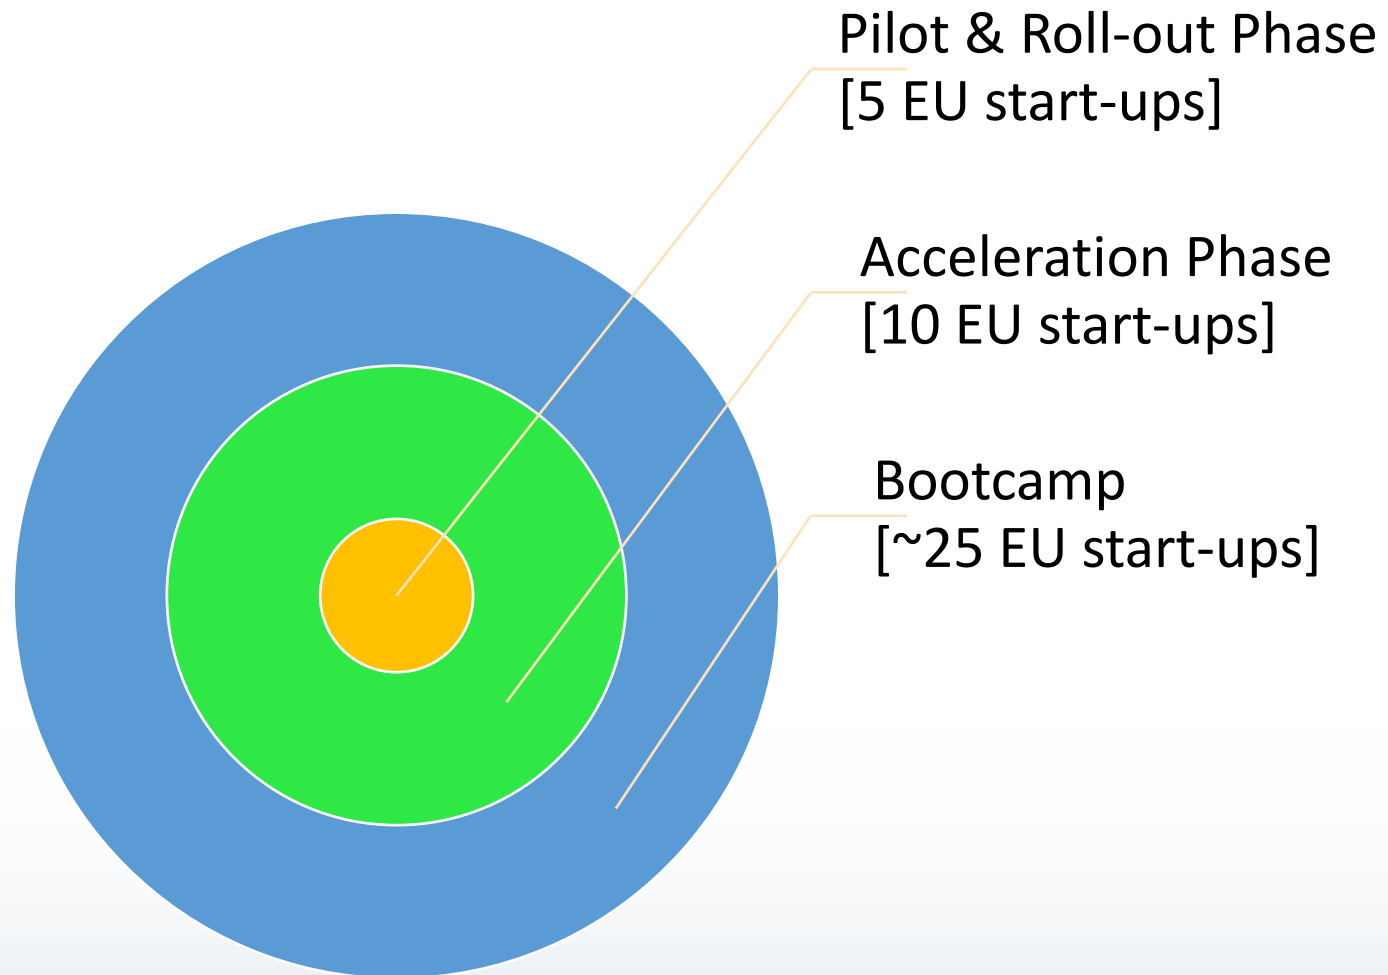 Pilot & Roll-out Phase
[5 EU start-ups]
Acceleration Phase
[10 EU start-ups]
Bootcamp
[~25 EU start-ups]